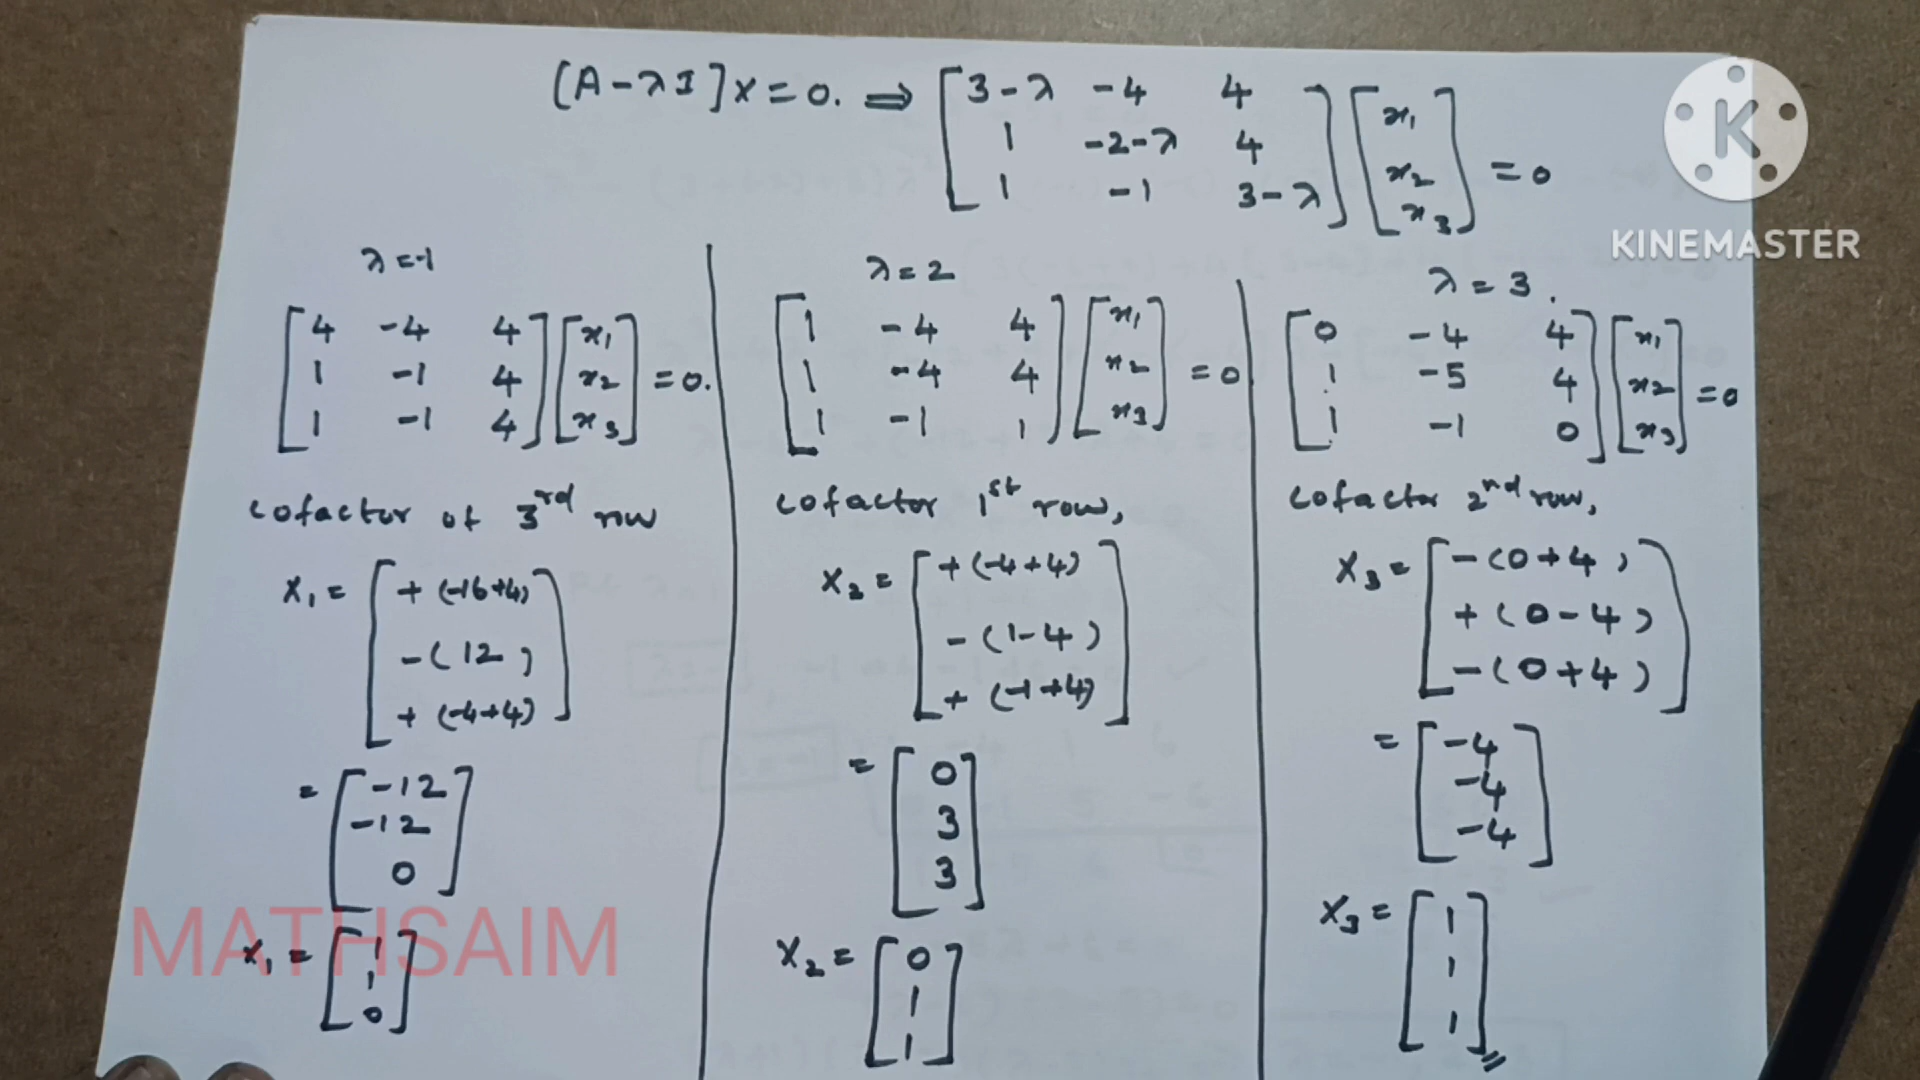 [A-λI]X=0. ⇒ [3-λ -4 4
1 -2-λ 4
1 -1 3-λ] [x₁
x₂
x₃] = 0
K
KINEMASTER
λ=-1
[4 -4 4
1 -1 4
1 -1 4] [x₁
x₂
x₃] = 0.
cofactor of 3rd row
X₁ = [+(-16+4)
-(12)
+(-4+4)]
= [-12
-12
0]
X₁ = [1
1
0]
λ=2
[1 -4 4
1 -4 4
1 -1 1] [x₁
x₂
x₃] = 0
cofactor 1st row,
X₂ = [+(-4+4)
-(1-4)
+(-1+4)]
= [0
3
3]
X₂ = [0
1
1]
λ=3.
[0 -4 4
1 -5 4
1 -1 0] [x₁
x₂
x₃] = 0
cofactor 2nd row,
X₃ = [-(0+4)
+(0-4)
-(0+4)]
= [-4
-4
-4]
X₃ = [1
1
1]
MATHSAIM